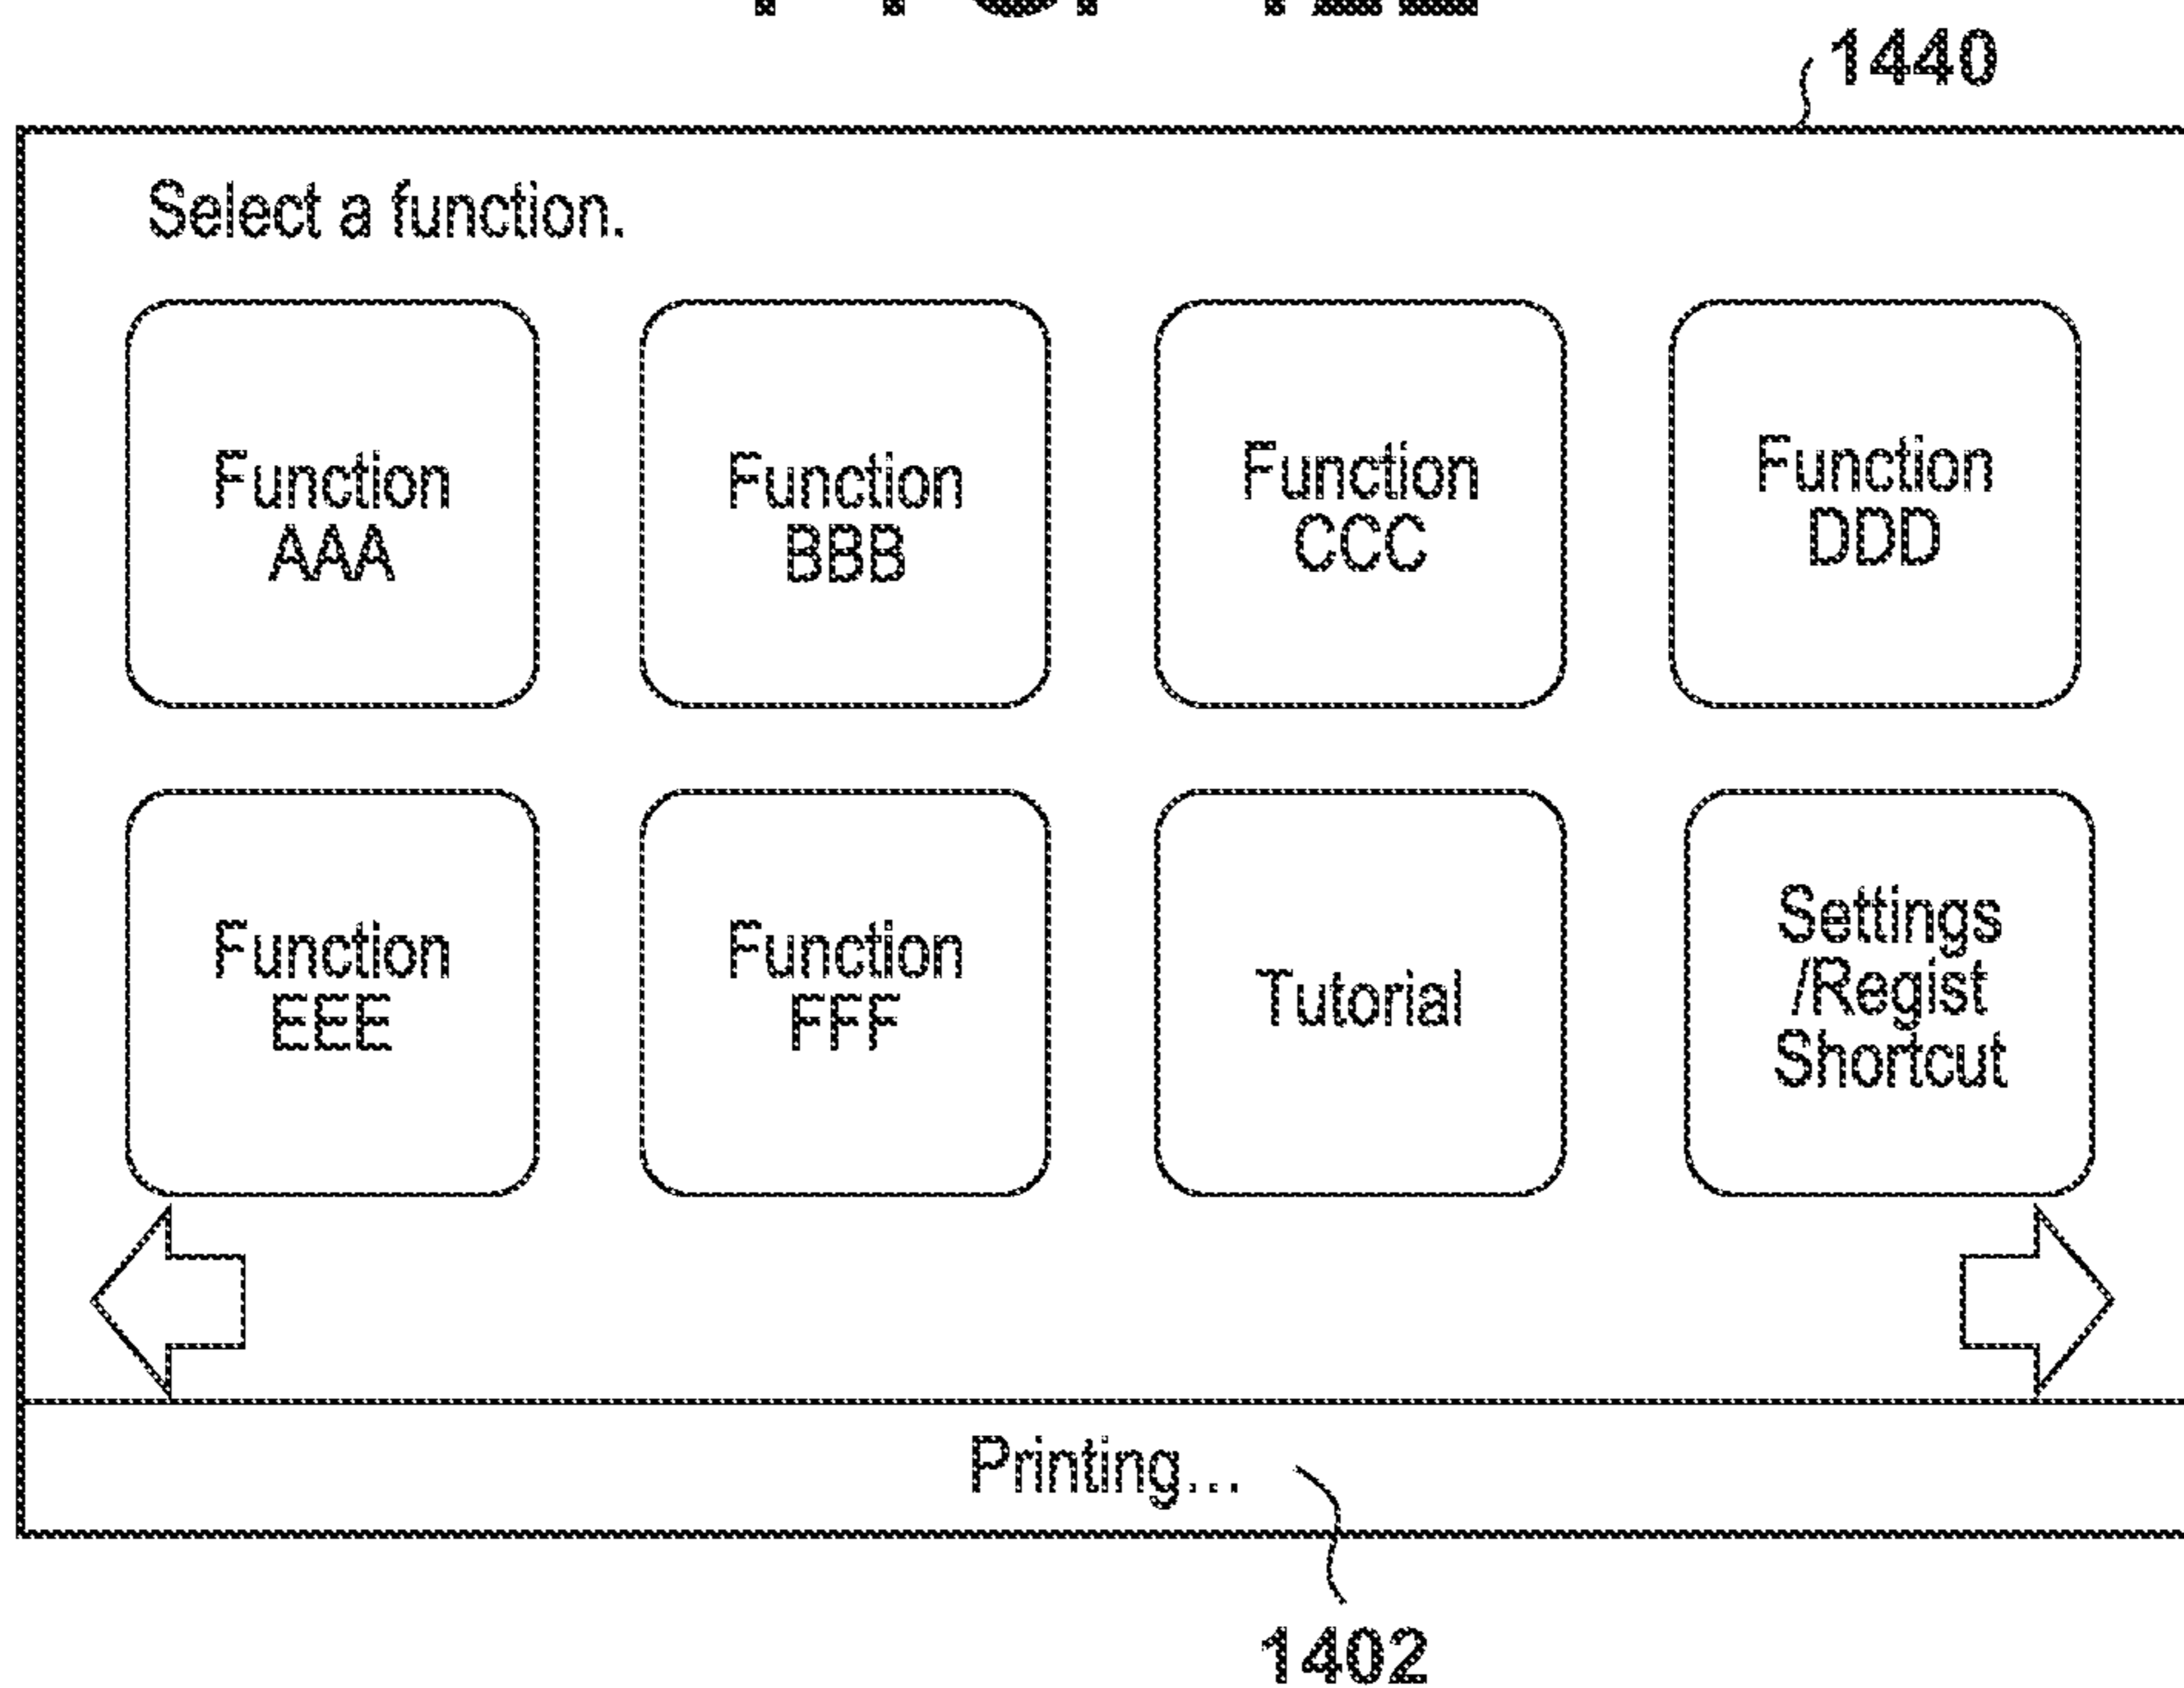 1440
Select a function.
Function
AAA
Function
BBB
Function
CCC
Function
DDD
Function
EEE
Function
FFF
Tutorial
Settings
/Regist
Shortcut
Printing...
1402